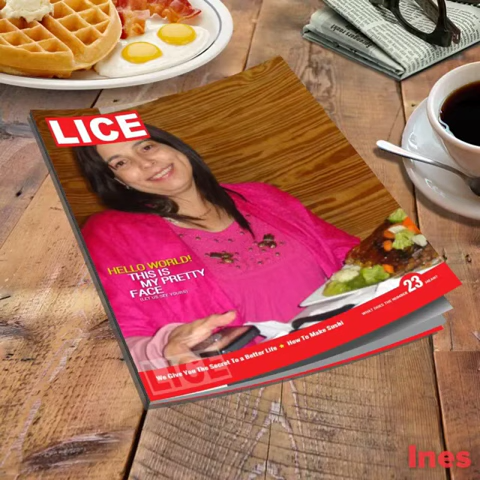 LICE
HELLO WORLD!
THIS IS
MY PRETTY
FACE
23
We Give You The Secret To a Better Life ★ How To Make Sushi
LICE
Ines